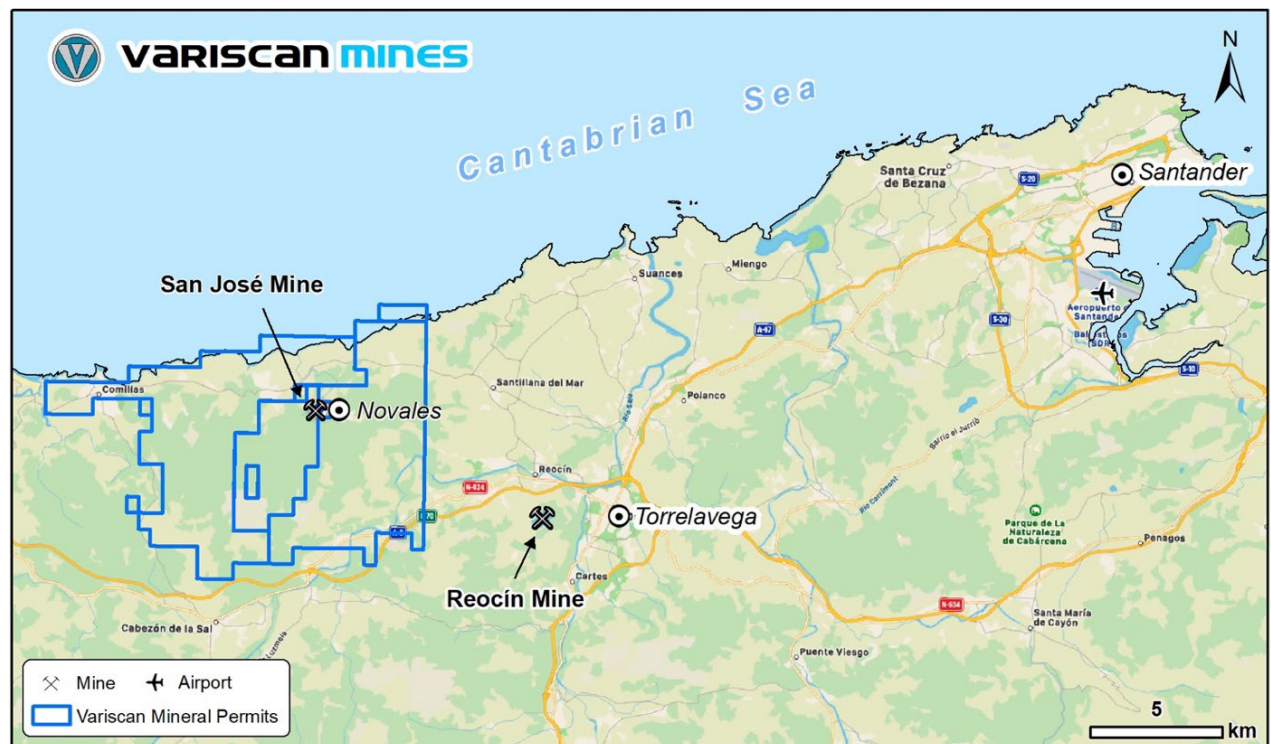 VARISCAN MINES
N
Cantabrian Sea
Santa Cruz
de Bezana
S-20
Santander
Suances
Miengo
San José Mine
A-67
S-30
Aeropuerto
Santander
S-10
Comillas
Novales
Santillana del Mar
Polanco
Barrio el Jurrió
Reocín
N-634
Torrelavega
Parque de La
Naturaleza
de Cabárceno
Penagos
Reocín Mine
Cartes
N-634
Santa María
de Cayón
Cabezón de la Sal
Puente Viesgo
Mine
Airport
Variscan Mineral Permits
5
km